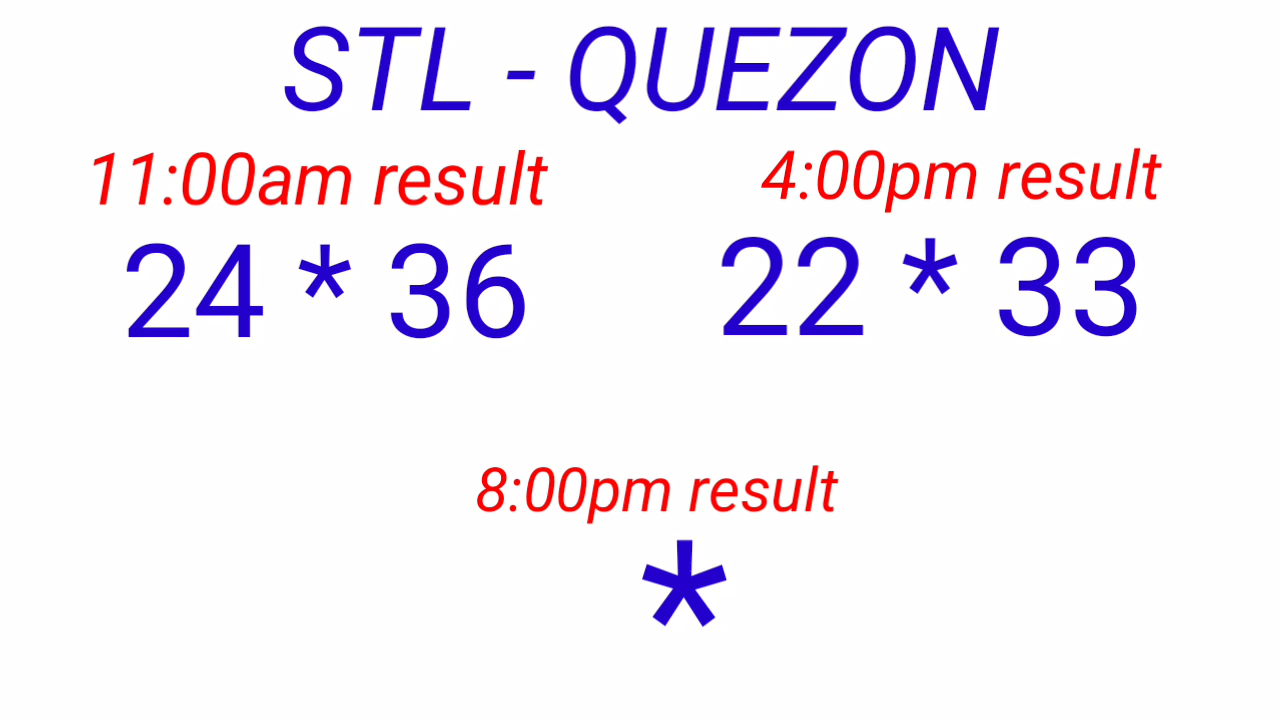 STL - QUEZON
11:00am result
24 * 36
4:00pm result
22 * 33
8:00pm result
*